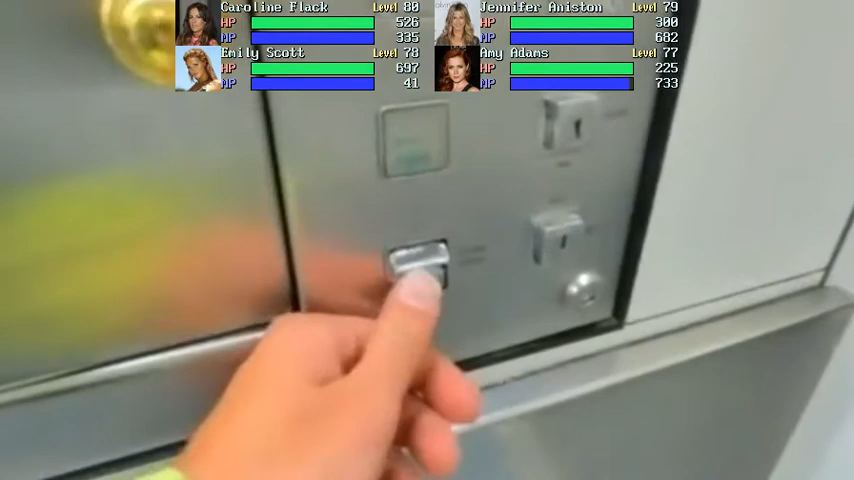 Caroline Flack Level 80
HP 526
MP 335
Emily Scott Level 78
HP 697
MP 41
Jennifer Aniston Level 79
HP 300
MP 682
Amy Adams Level 77
HP 225
MP 733